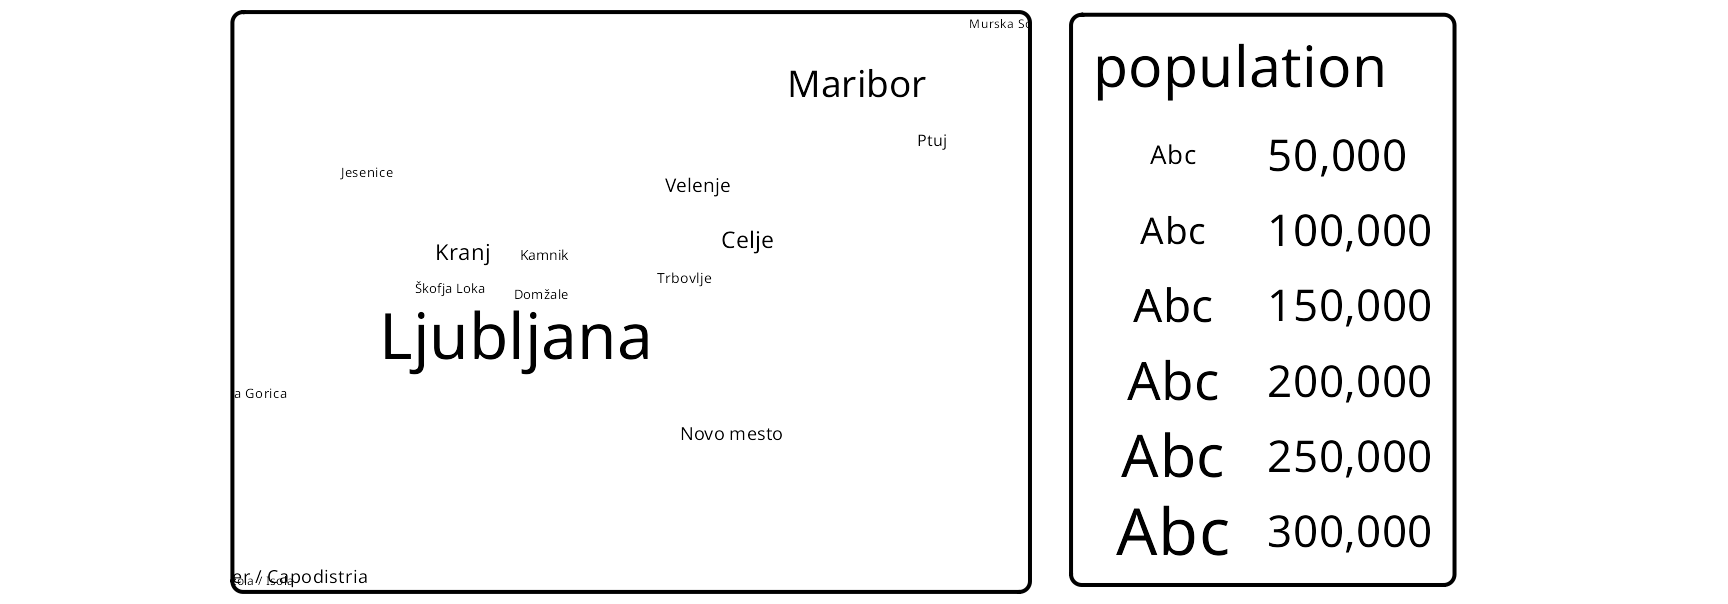 Murska So
Maribor
Ptuj
Jesenice
Velenje
Celje
Kranj
Kamnik
Trbovlje
Škofja Loka
Domžale
Ljubljana
a Gorica
Novo mesto
er / Capodistria
ola / Isola
population
Abc 50,000
Abc 100,000
Abc 150,000
Abc 200,000
Abc 250,000
Abc 300,000